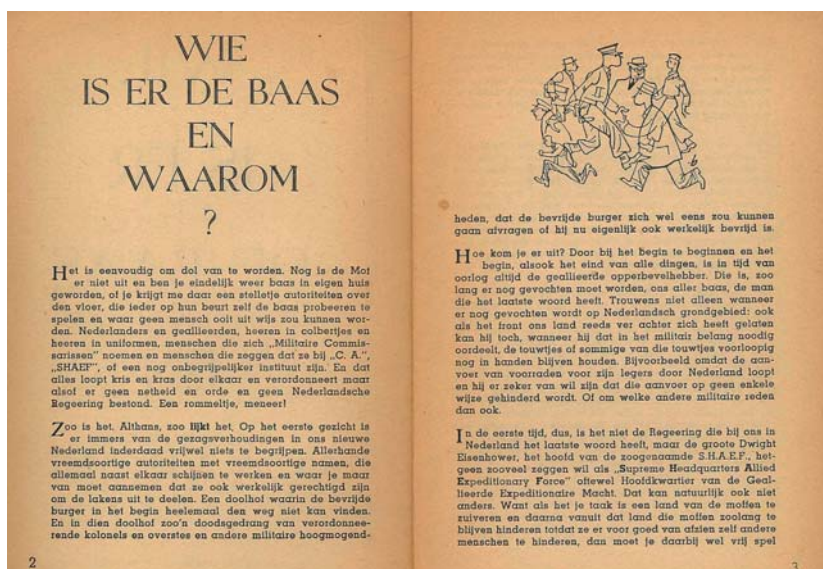 WIE
IS ER DE BAAS
EN
WAAROM
?
Het is eenvoudig om dol van te worden. Nog is de Mof
er niet uit en ben je eindelijk weer baas in eigen huis
geworden, of je krijgt me daar een stelletje autoriteiten over
den vloer, die ieder op hun beurt zelf de baas probeeren te
spelen en waar geen mensch ooit uit wijs zou kunnen wor-
den. Nederlanders en geallieerden, heeren in colbertjes en
heeren in uniformen, menschen die zich „Militaire Commis-
sarissen” noemen en menschen die zeggen dat ze bij „C. A.”,
„SHAEF”, of een nog onbegrijpelijker instituut zijn. En dat
alles loopt kris en kras door elkaar en verordonneert maar
alsof er geen netheid en orde en geen Nederlandsche
Regeering bestond. Een rommeltje, meneer!
Zoo is het. Althans, zoo lijkt het. Op het eerste gezicht is
er immers van de gezagsverhoudingen in ons nieuwe
Nederland inderdaad vrijwel niets te begrijpen. Allerhande
vreemdsoortige autoriteiten met vreemdsoortige namen, die
allemaal naast elkaar schijnen te werken en waar je maar
van moet aannemen dat ze ook werkelijk gerechtigd zijn
om de lakens uit te deelen. Een doolhof waarin de bevrijde
burger in het begin heelemaal den weg niet kan vinden.
En in dien doolhof zoo'n doodsgedrang van verordonnee-
rende kolonels en overstes en andere militaire hoogmogend-
2
heden, dat de bevrijde burger zich wel eens zou kunnen
gaan afvragen of hij nu eigenlijk ook werkelijk bevrijd is.
Hoe kom je er uit? Door bij het begin te beginnen en het
begin, alsook het eind van alle dingen, is in tijd van
oorlog altijd de geallieerde opperbevelhebber. Die is, zoo
lang er nog gevochten moet worden, ons aller baas, de man
die het laatste woord heeft. Trouwens niet alleen wanneer
er nog gevochten wordt op Nederlandsch grondgebied: ook
als het front ons land reeds ver achter zich heeft gelaten
kan hij toch, wanneer hij dat in het militair belang noodig
oordeelt, de touwtjes of sommige van die touwtjes voorloopig
nog in handen blijven houden. Bijvoorbeeld omdat de aan-
voer van voorraden voor zijn legers door Nederland loopt
en hij er zeker van wil zijn dat die aanvoer op geen enkele
wijze gehinderd wordt. Of om welke andere militaire reden
dan ook.
In de eerste tijd, dus, is het niet de Regeering die bij ons in
Nederland het laatste woord heeft, maar de groote Dwight
Eisenhower, het hoofd van de zoogenaamde S.H.A.E.F., het-
geen zooveel zeggen wil als „Supreme Headquarters Allied
Expeditionary Force” oftewel Hoofdkwartier van de Geal-
lieerde Expeditionaire Macht. Dat kan natuurlijk ook niet
anders. Want als het je taak is een land van de moffen te
zuiveren en daarna vanuit dat land die moffen zoolang te
blijven hinderen totdat ze er voor goed van afzien zelf andere
menschen te hinderen, dan moet je daarbij wel vrij spel
3